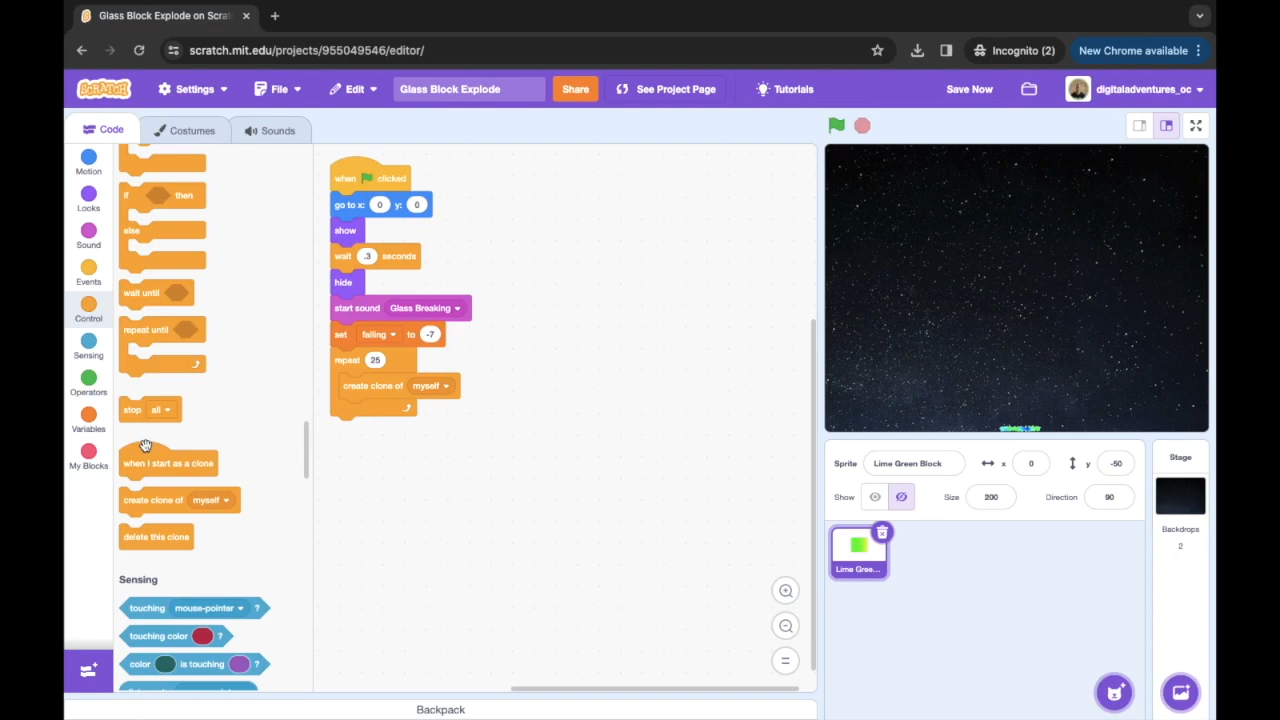 Glass Block Explode on Scrat
scratch.mit.edu/projects/955049546/editor/
Incognito (2)
New Chrome available
SCRATCH
Settings
File
Edit
Glass Block Explode
Share
See Project Page
Tutorials
Save Now
digitaladventures_oc
Code
Costumes
Sounds
Motion
Looks
Sound
Events
Control
Sensing
Operators
Variables
My Blocks
if then
else
wait until
repeat until
stop all
when I start as a clone
create clone of myself
delete this clone
Sensing
touching mouse-pointer ?
touching color ?
color is touching ?
when clicked
go to x: 0 y: 0
show
wait .3 seconds
hide
start sound Glass Breaking
set falling to -7
repeat 25
create clone of myself
Sprite Lime Green Block x 0 y -50
Show Size 200 Direction 90
Lime Gree...
Stage
Backdrops
2
Backpack